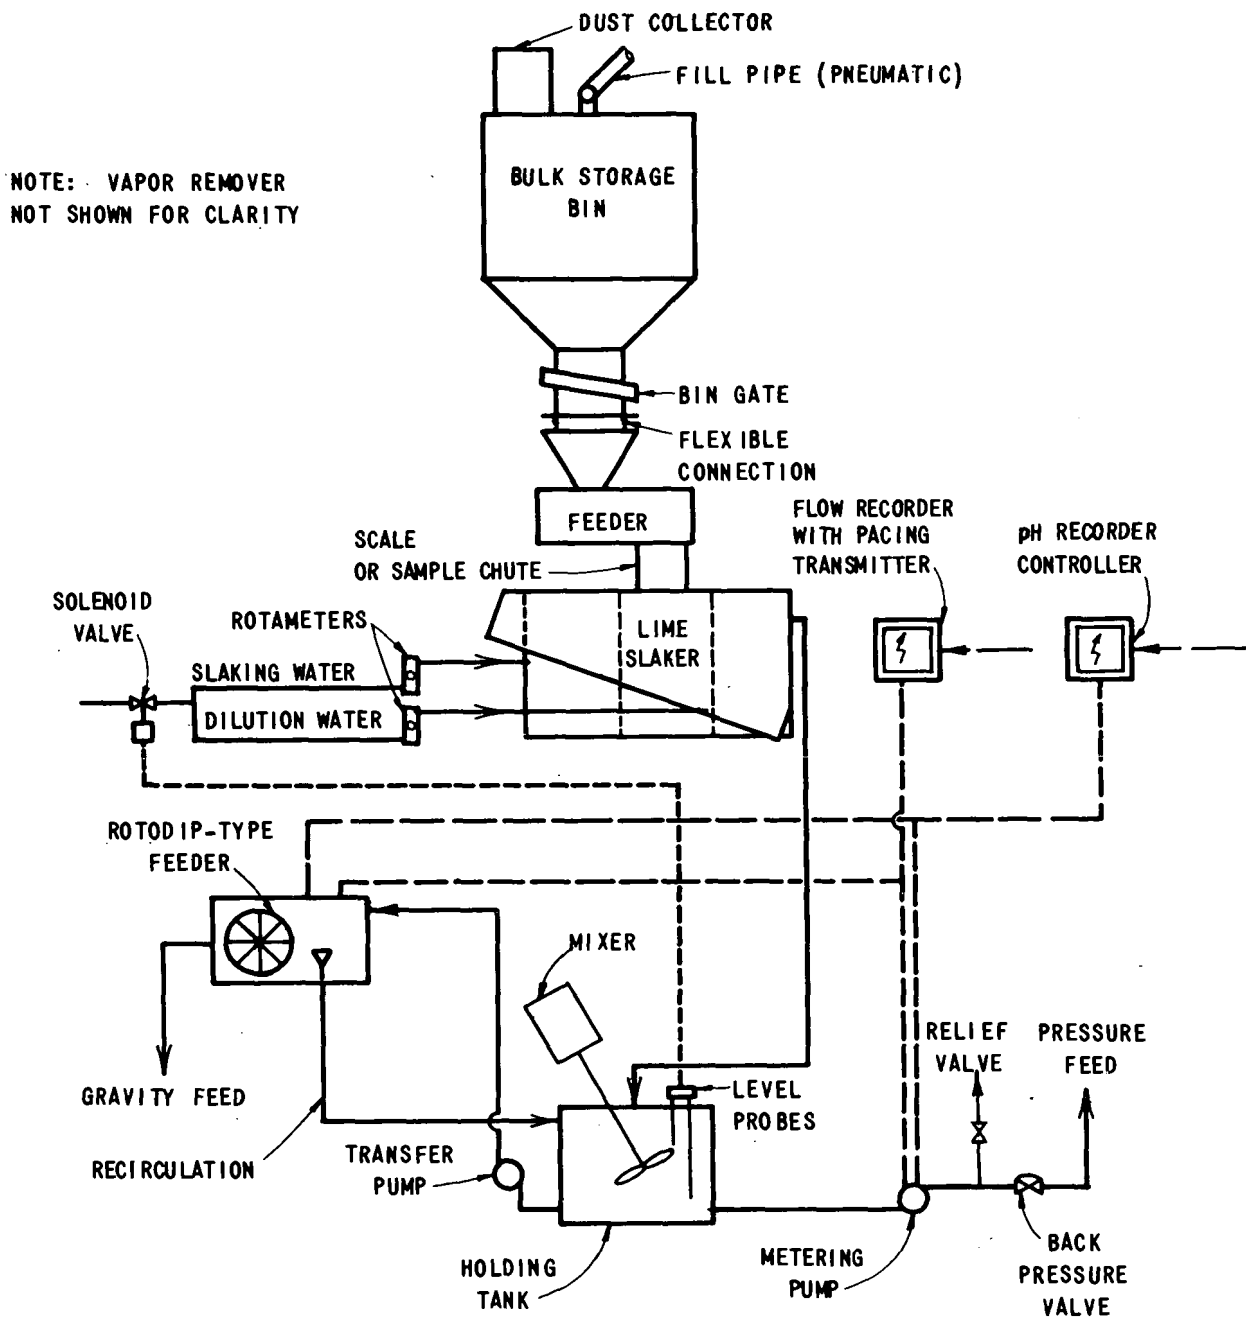 DUST COLLECTOR
FILL PIPE (PNEUMATIC)
NOTE: VAPOR REMOVER
NOT SHOWN FOR CLARITY
BULK STORAGE
BIN
BIN GATE
FLEXIBLE
CONNECTION
FEEDER
FLOW RECORDER
WITH PACING
TRANSMITTER
pH RECORDER
CONTROLLER
SCALE
OR SAMPLE CHUTE
SOLENOID
VALVE
ROTAMETERS
LIME
SLAKER
SLAKING WATER
DILUTION WATER
ROTODIP-TYPE
FEEDER
MIXER
RELIEF
VALVE
PRESSURE
FEED
GRAVITY FEED
LEVEL
PROBES
RECIRCULATION
TRANSFER
PUMP
HOLDING
TANK
METERING
PUMP
BACK
PRESSURE
VALVE